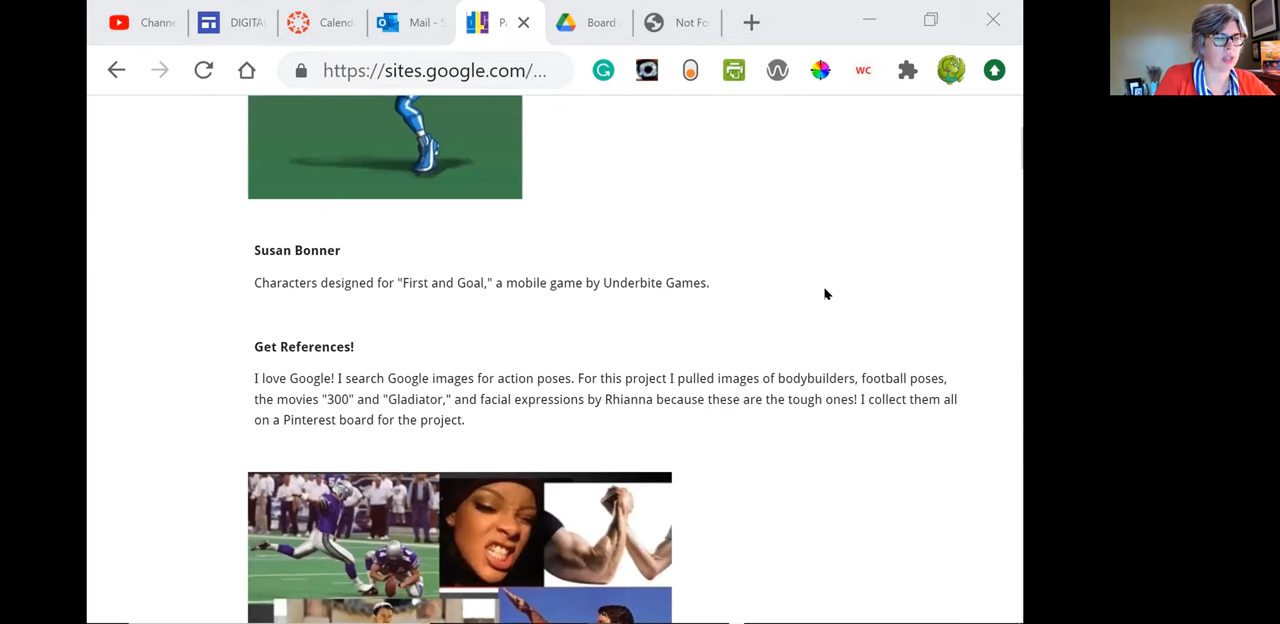 Channe
DIGITA
Calend
Mail - S
P
Board
Not Fo
https://sites.google.com/...
WC
Susan Bonner
Characters designed for "First and Goal," a mobile game by Underbite Games.
Get References!
I love Google! I search Google images for action poses. For this project I pulled images of bodybuilders, football poses,
the movies "300" and "Gladiator," and facial expressions by Rhianna because these are the tough ones! I collect them all
on a Pinterest board for the project.